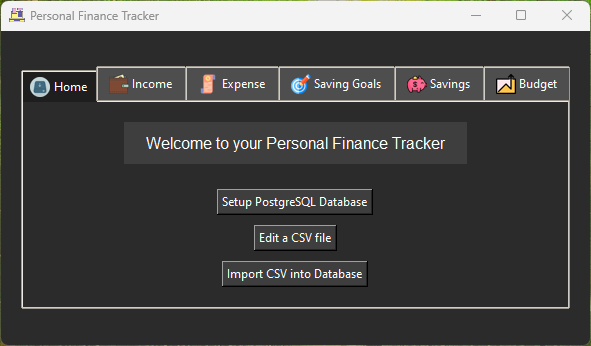 Personal Finance Tracker
Home Income Expense Saving Goals Savings Budget
Welcome to your Personal Finance Tracker
Setup PostgreSQL Database
Edit a CSV file
Import CSV into Database